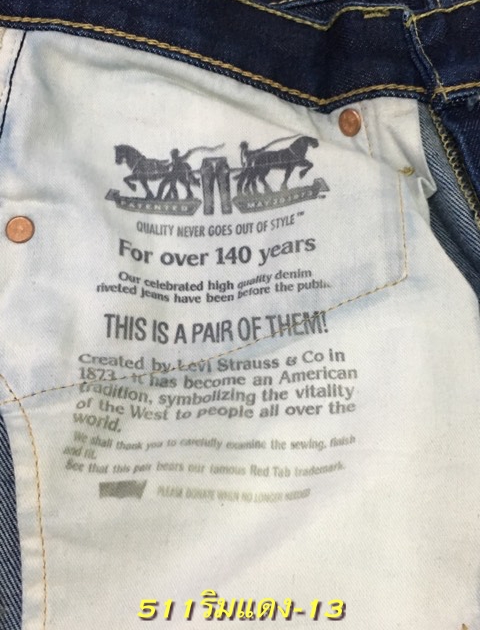 PATENTED MAY 20 1873
QUALITY NEVER GOES OUT OF STYLE™
For over 140 years
Our celebrated high quality denim
riveted jeans have been before the public.
THIS IS A PAIR OF THEM!
Created by Levi Strauss & Co in
1873 it has become an American
tradition, symbolizing the vitality
of the West to people all over the
world.
We shall thank you to carefully examine the sewing, finish
and fit.
See that this pair bears our famous Red Tab trademark.
PLEASE DONATE WHEN NO LONGER NEEDED
511ริมแดง-13